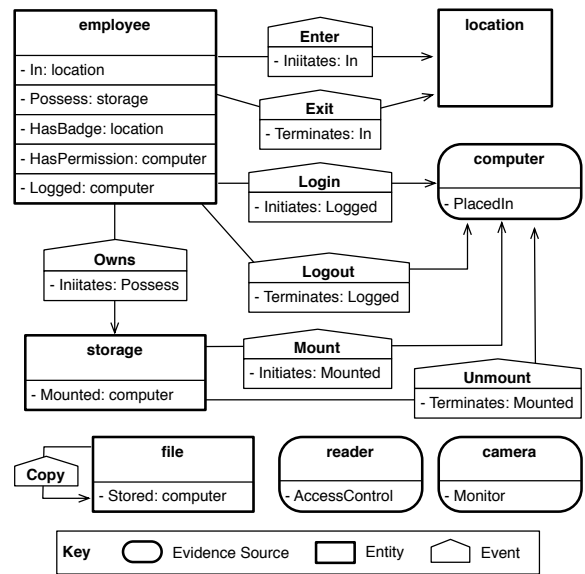 employee
- In: location
- Possess: storage
- HasBadge: location
- HasPermission: computer
- Logged: computer
Enter
- Iniitates: In
location
Exit
- Terminates: In
computer
- PlacedIn
Login
- Initiates: Logged
Owns
- Iniitates: Possess
Logout
- Terminates: Logged
storage
- Mounted: computer
Mount
- Initiates: Mounted
Unmount
- Terminates: Mounted
file
- Stored: computer
Copy
reader
- AccessControl
camera
- Monitor
Key Evidence Source Entity Event